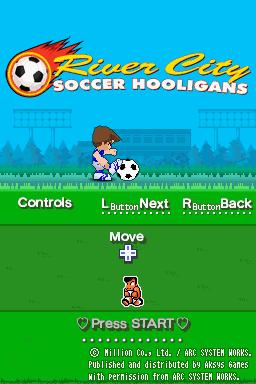 River City
SOCCER HOOLIGANS
Controls L Button Next R Button Back
Move
♡Press START♡
© Million Co., Ltd. / ARC SYSTEM WORKS.
Published and distributed by Aksys Games
with permission from ARC SYSTEM WORKS.